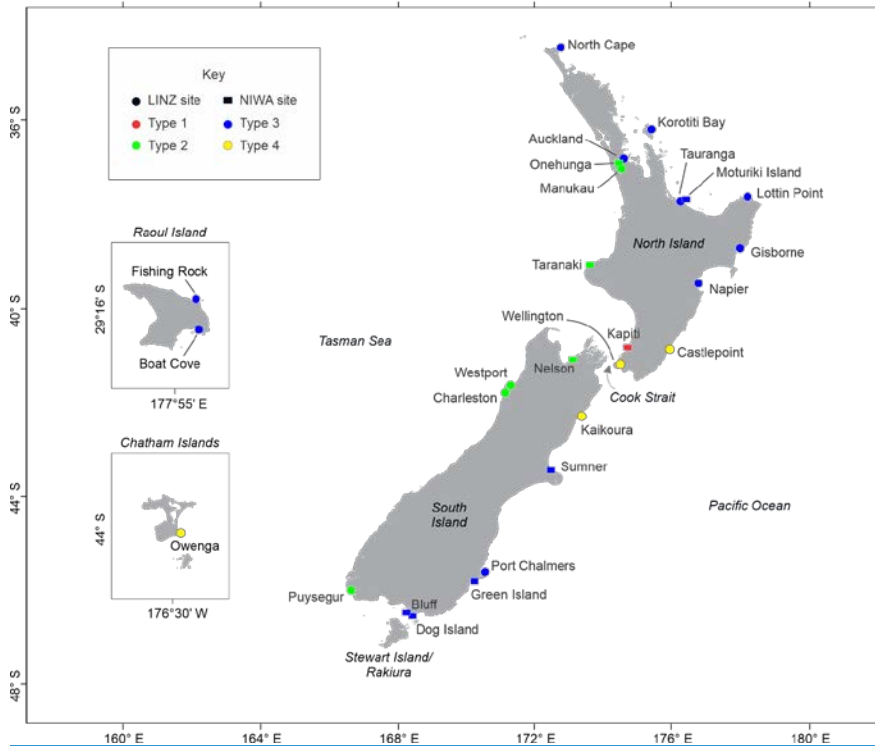 Key
LINZ site
NIWA site
Type 1
Type 3
Type 2
Type 4
North Cape
36° S
Korotiti Bay
Auckland
Tauranga
Onehunga
Moturiki Island
Manukau
Lottin Point
Raoul Island
North Island
Gisborne
Fishing Rock
Taranaki
Napier
40° S
29°16' S
Wellington
Tasman Sea
Kapiti
Castlepoint
Boat Cove
Westport
Nelson
177°55' E
Charleston
Cook Strait
Kaikoura
Chatham Islands
Sumner
44° S
South
Island
Pacific Ocean
44° S
Owenga
Port Chalmers
Puysegur
Green Island
Bluff
176°30' W
Dog Island
Stewart Island/
Rakiura
48° S
160° E
164° E
168° E
172° E
176° E
180° E